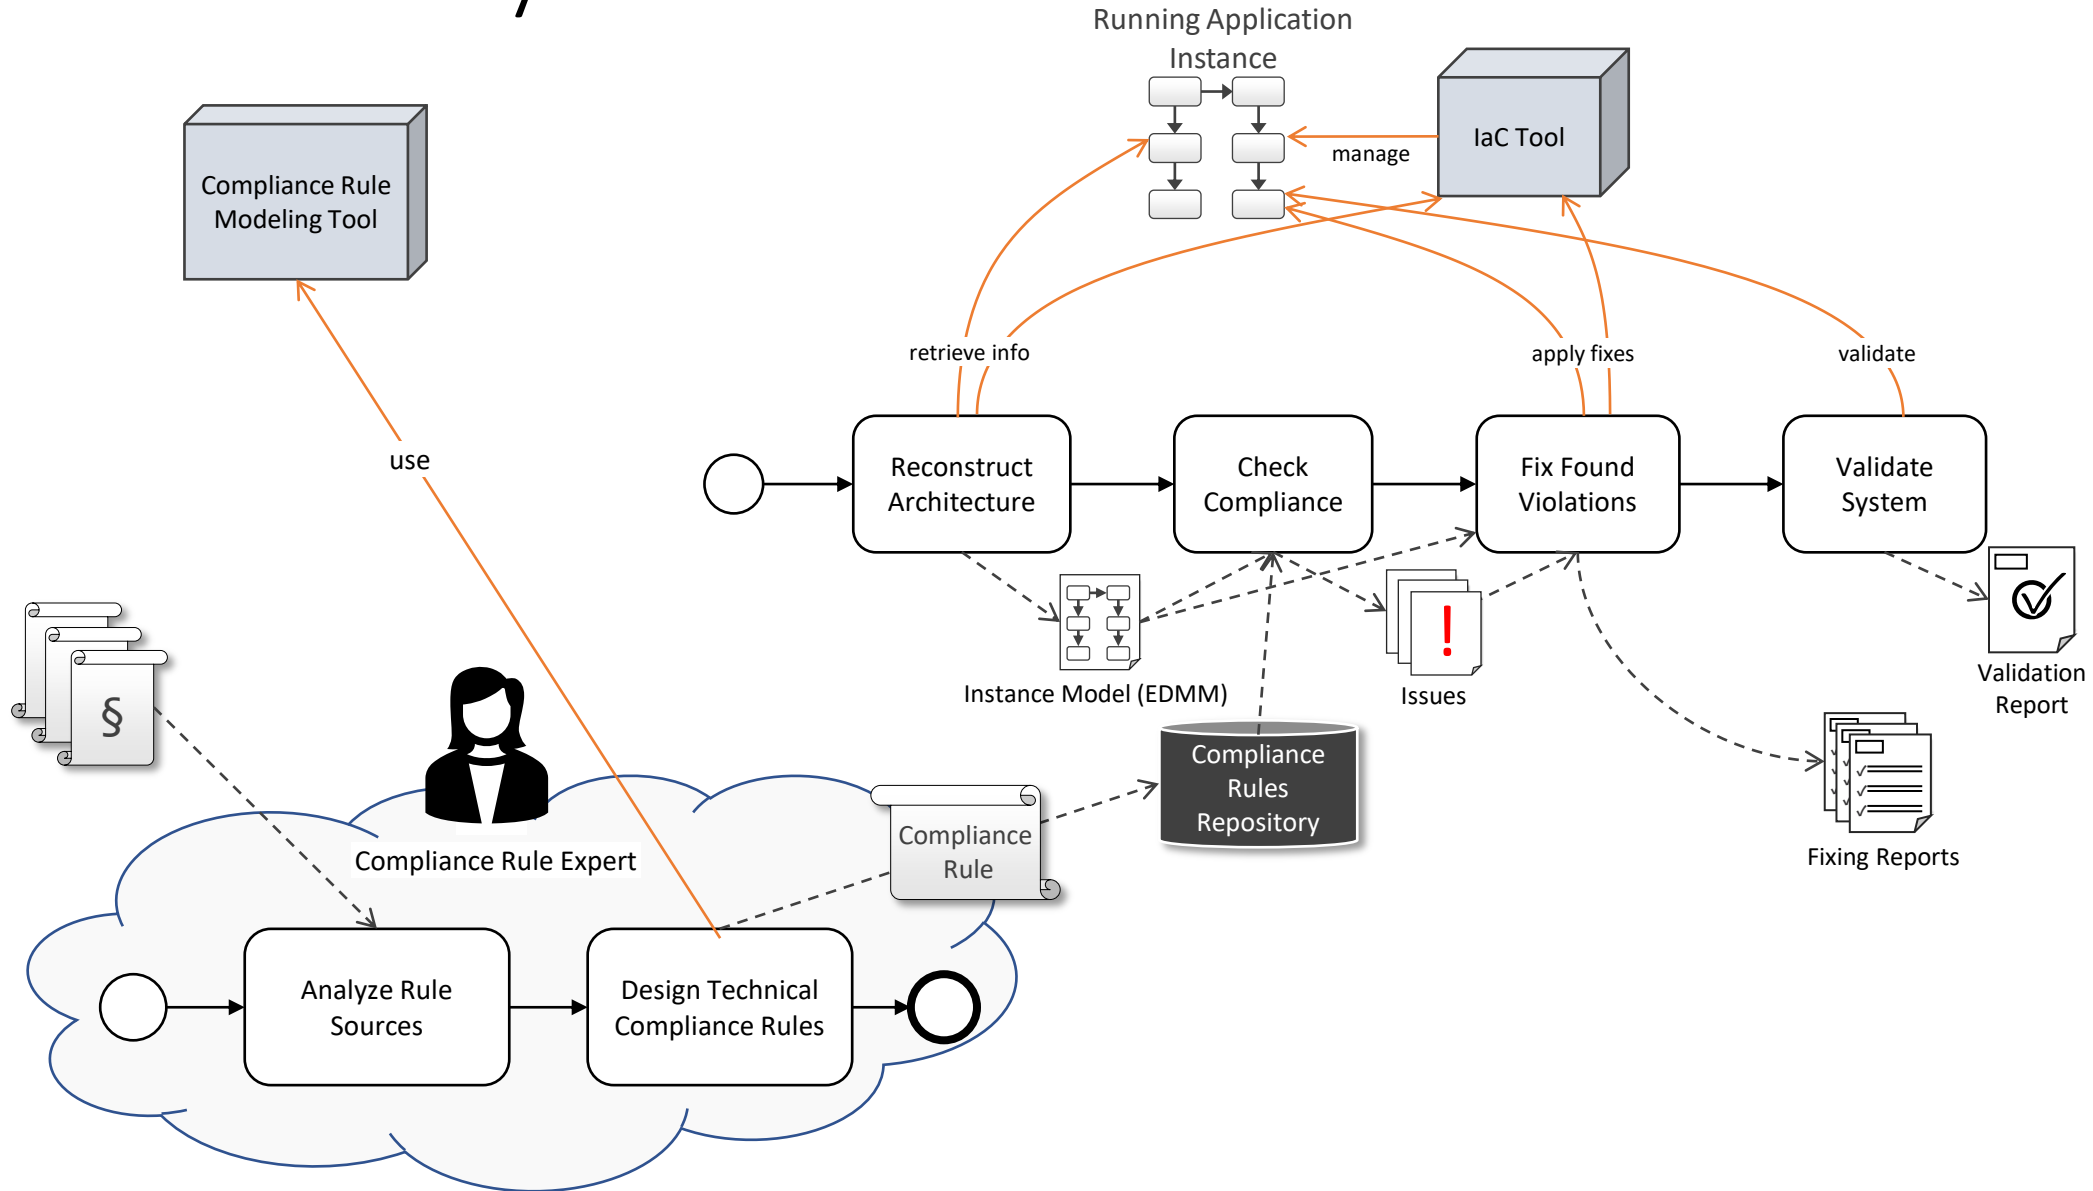 Running Application
Instance
IaC Tool
manage
Compliance Rule
Modeling Tool
retrieve info
apply fixes
validate
use
Reconstruct
Architecture
Check
Compliance
Fix Found
Violations
Validate
System
§
!
Instance Model (EDMM)
Issues
Validation
Report
Compliance
Rules
Repository
Compliance
Rule
Fixing Reports
Compliance Rule Expert
Analyze Rule
Sources
Design Technical
Compliance Rules